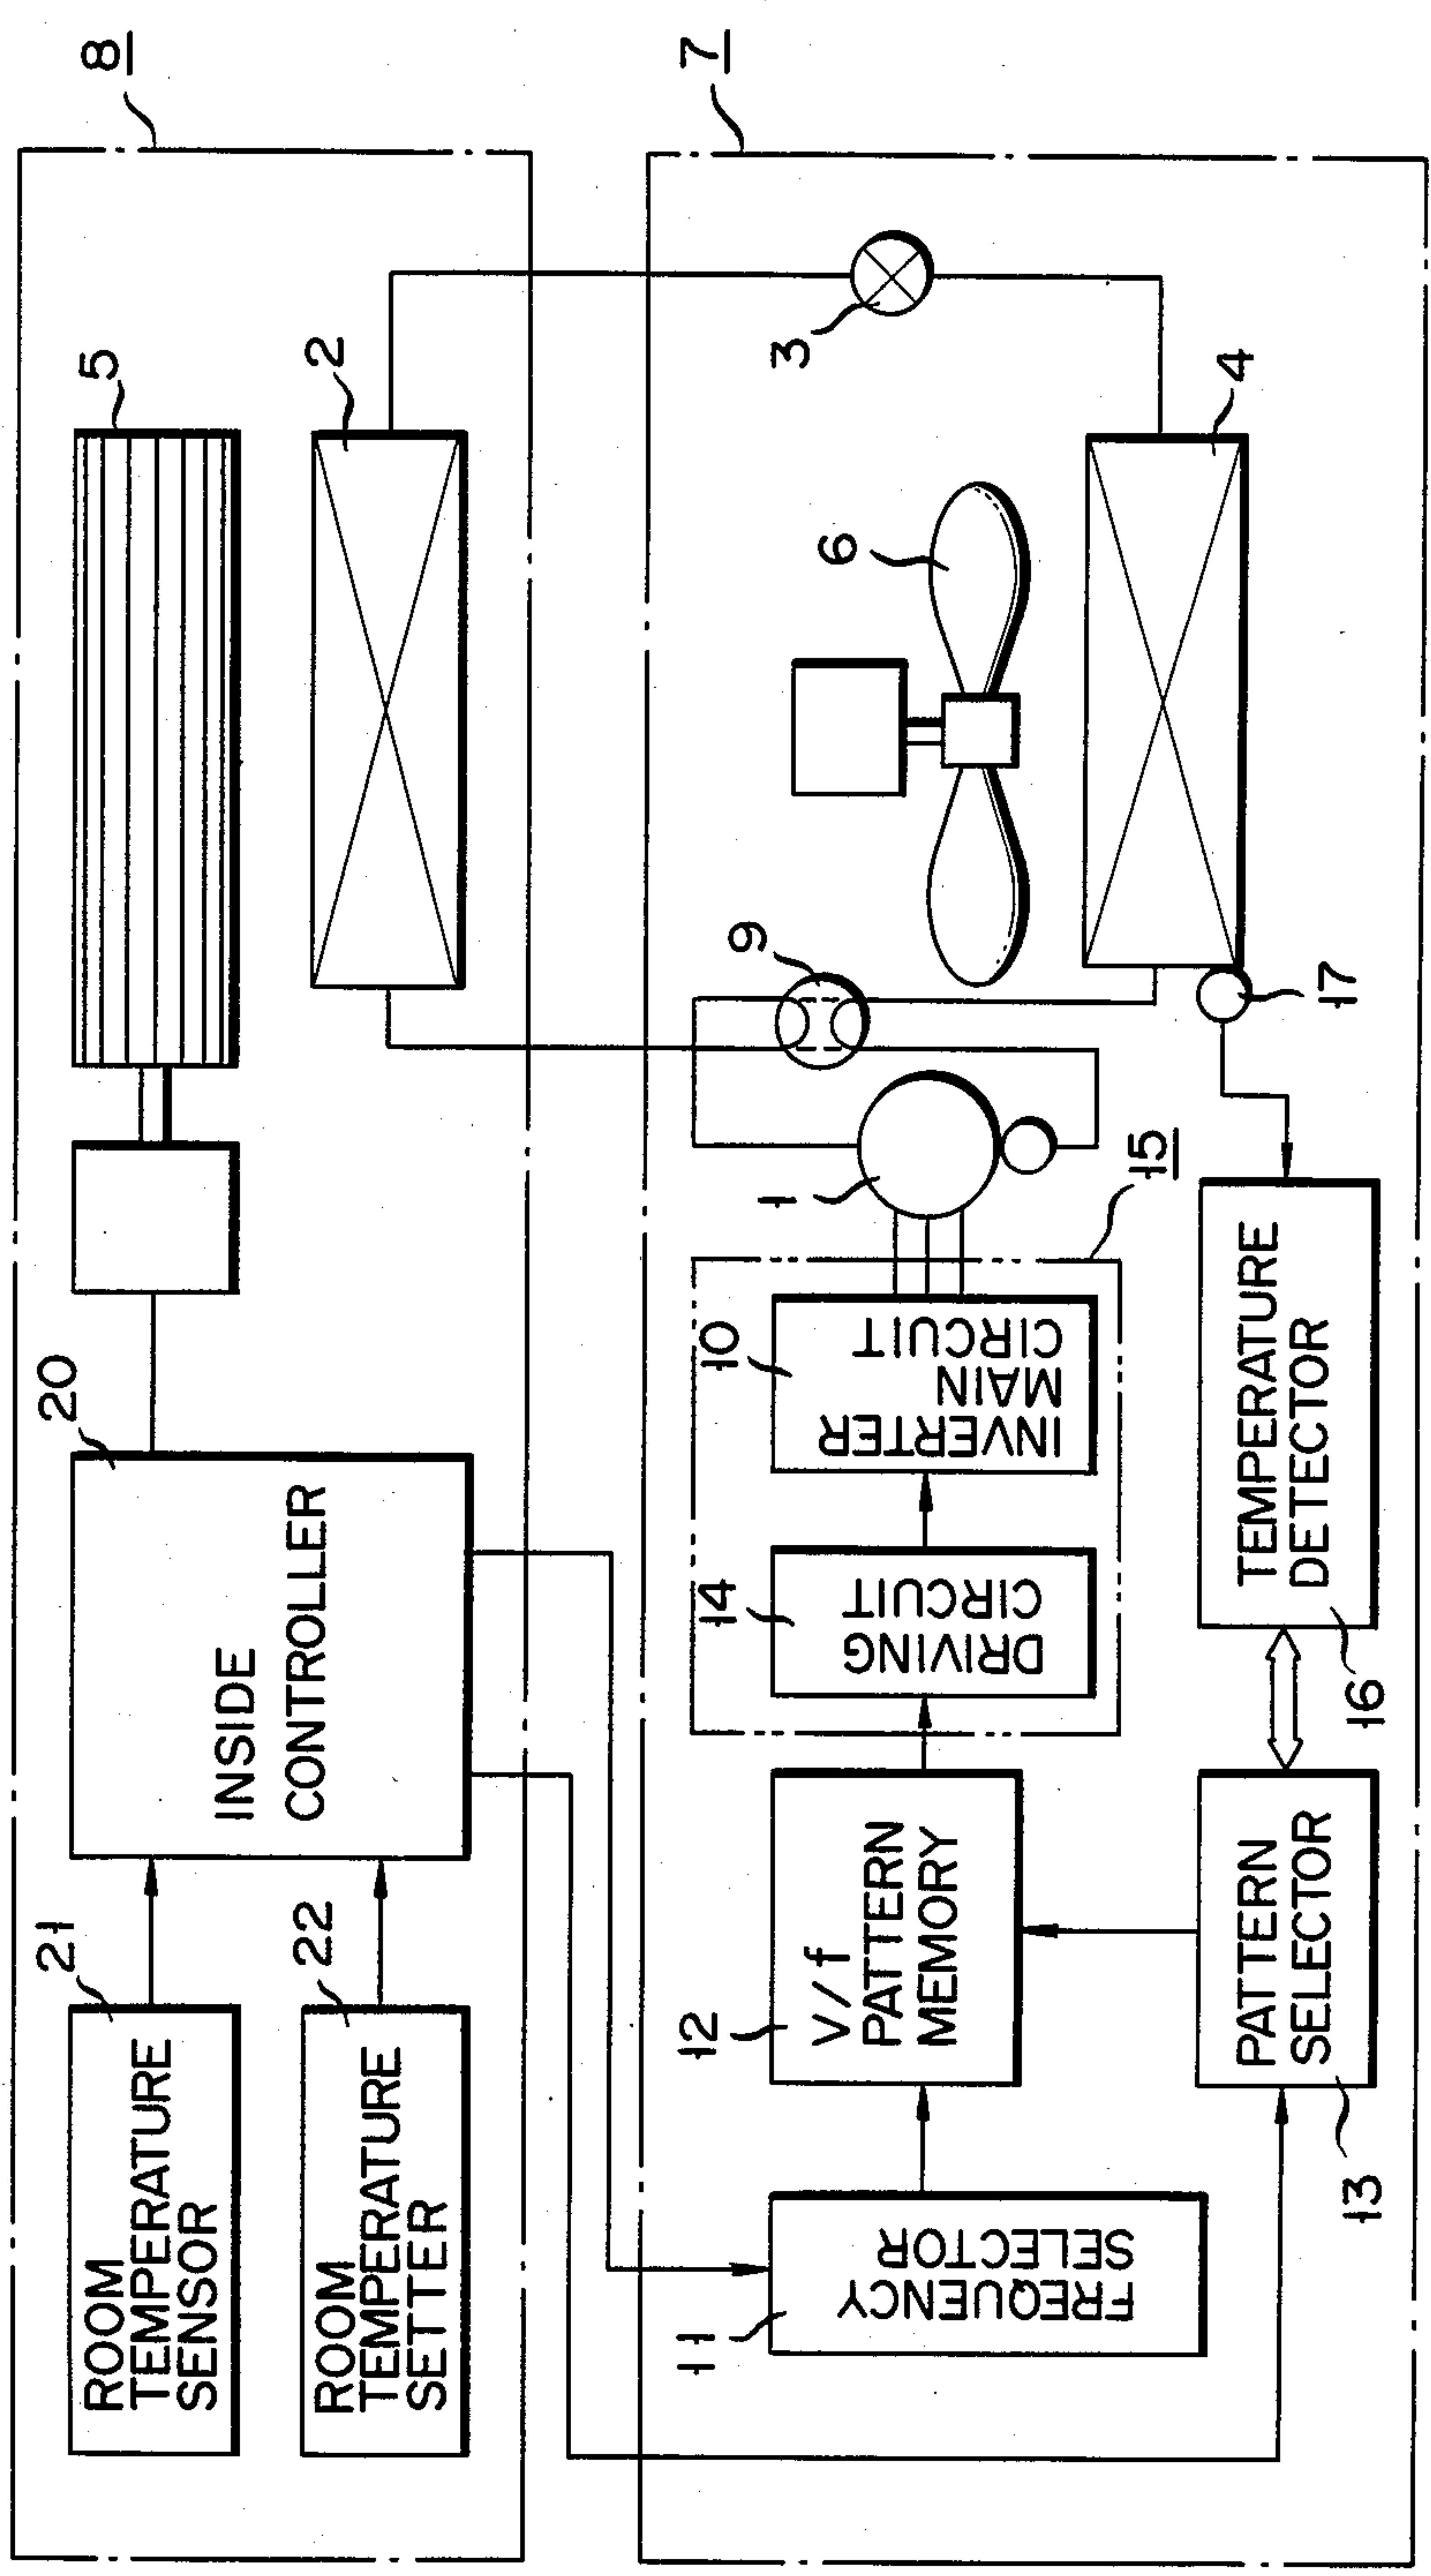 8
5
2
20
INSIDE
CONTROLLER
21
ROOM
TEMPERATURE
SENSOR
22
ROOM
TEMPERATURE
SETTER
7
3
4
6
9
17
1
15
10
INVERTER
MAIN
CIRCUIT
14
DRIVING
CIRCUIT
TEMPERATURE
DETECTOR
16
12
V/f
PATTERN
MEMORY
PATTERN
SELECTOR
13
11
FREQUENCY
SELECTOR